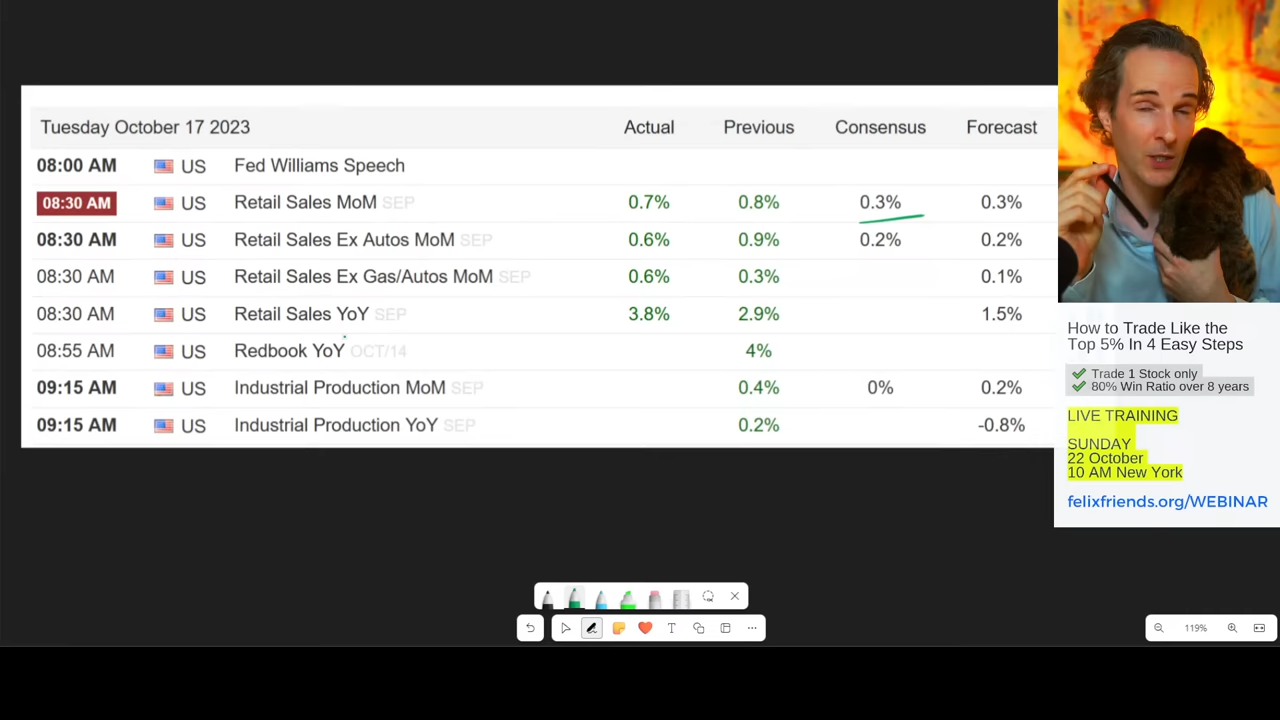 Tuesday October 17 2023 Actual Previous Consensus Forecast
08:00 AM US Fed Williams Speech
08:30 AM US Retail Sales MoM SEP 0.7% 0.8% 0.3% 0.3%
08:30 AM US Retail Sales Ex Autos MoM SEP 0.6% 0.9% 0.2% 0.2%
08:30 AM US Retail Sales Ex Gas/Autos MoM SEP 0.6% 0.3% 0.1%
08:30 AM US Retail Sales YoY SEP 3.8% 2.9% 1.5%
08:55 AM US Redbook YoY OCT/14 4%
09:15 AM US Industrial Production MoM SEP 0.4% 0% 0.2%
09:15 AM US Industrial Production YoY SEP 0.2% -0.8%
How to Trade Like the
Top 5% In 4 Easy Steps
Trade 1 Stock only
80% Win Ratio over 8 years
LIVE TRAINING
SUNDAY
22 October
10 AM New York
felixfriends.org/WEBINAR
T
119%